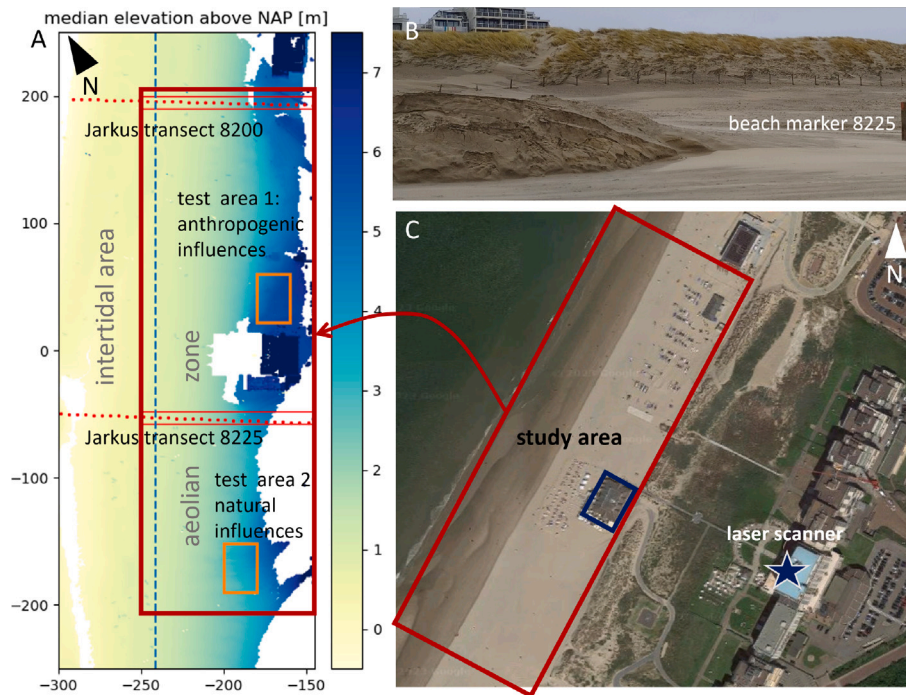 median elevation above NAP [m]
A
N
200
100
0
−100
−200
−300
−250
−200
−150
Jarkus transect 8200
test area 1:
anthropogenic
influences
intertidal area
zone
Jarkus transect 8225
aeolian
test area 2
natural
influences
7
6
5
4
3
2
1
0
B
beach marker 8225
C
N
study area
laser scanner